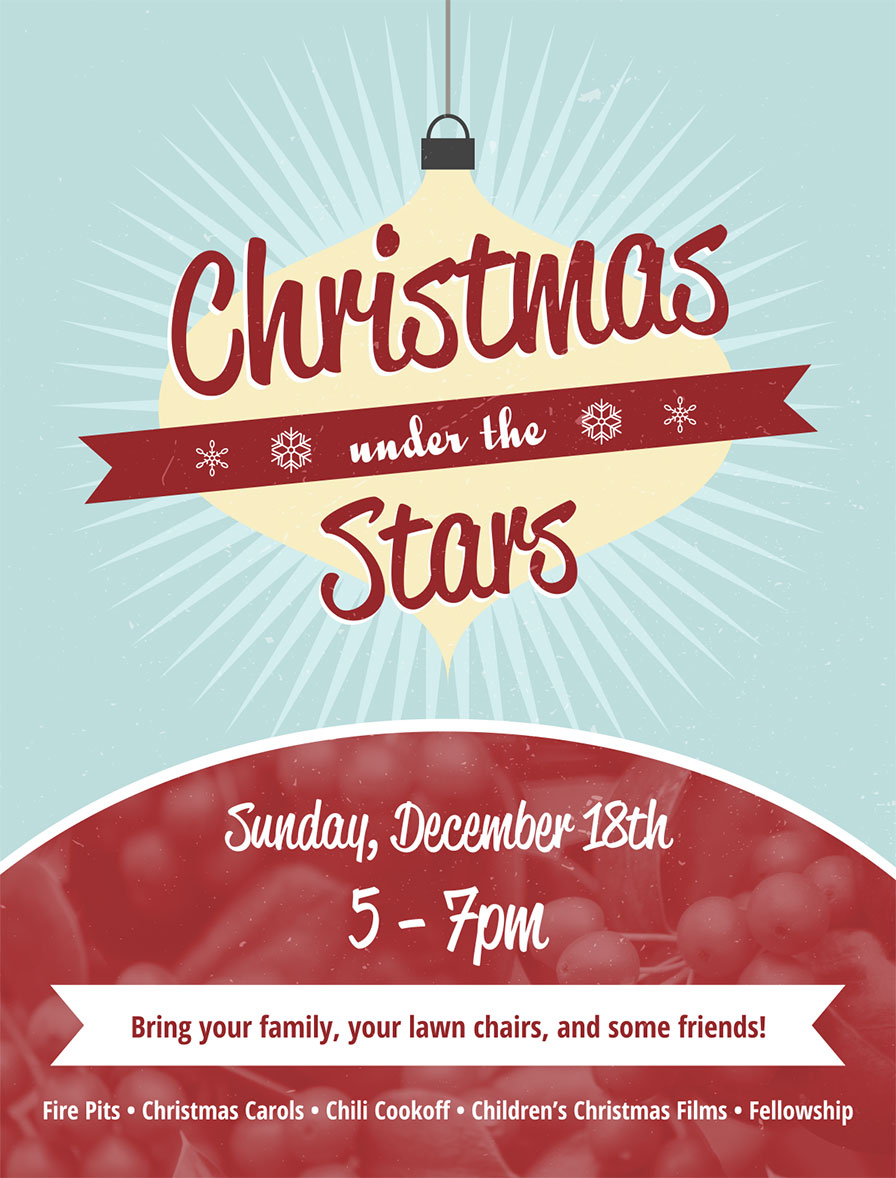 Christmas
under the
Stars
Sunday, December 18th
5 - 7pm
Bring your family, your lawn chairs, and some friends!
Fire Pits • Christmas Carols • Chili Cookoff • Children’s Christmas Films • Fellowship